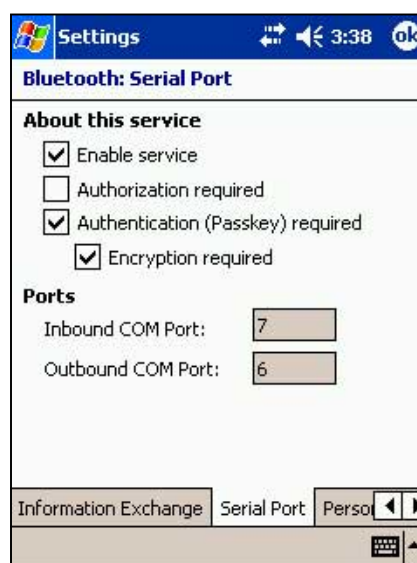 Settings 3:38 ok
Bluetooth: Serial Port
About this service
Enable service
Authorization required
Authentication (Passkey) required
Encryption required
Ports
Inbound COM Port: 7
Outbound COM Port: 6
Information Exchange Serial Port Perso